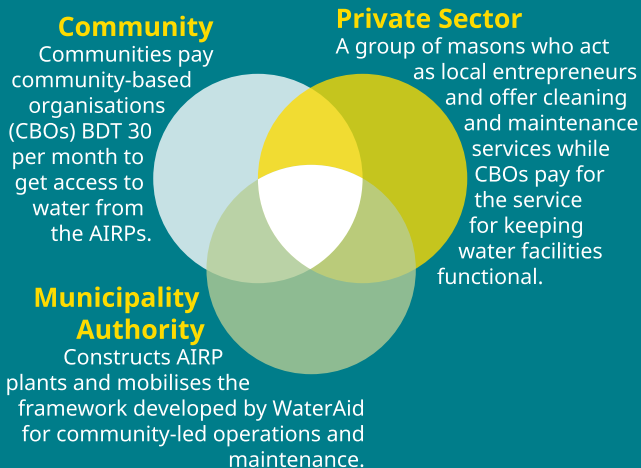 Community
Communities pay
community-based
organisations
(CBOs) BDT 30
per month to
get access to
water from
the AIRPs.
Private Sector
A group of masons who act
as local entrepreneurs
and offer cleaning
and maintenance
services while
CBOs pay for
the service
for keeping
water facilities
functional.
Municipality
Authority
Constructs AIRP
plants and mobilises the
framework developed by WaterAid
for community-led operations and
maintenance.